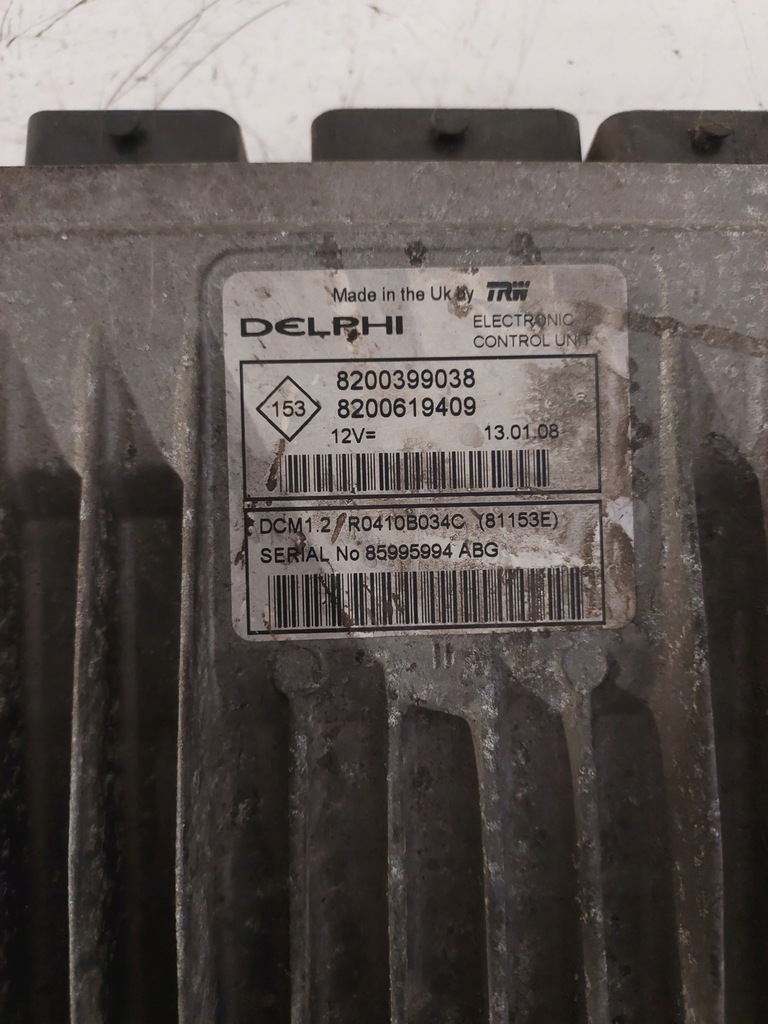 Made in the Uk by TRW
DELPHI
ELECTRONIC
CONTROL UNIT
153
8200399038
8200619409
12V=
13.01.08
DCM1.2 R0410B034C (81153E)
SERIAL No 85995994 ABG